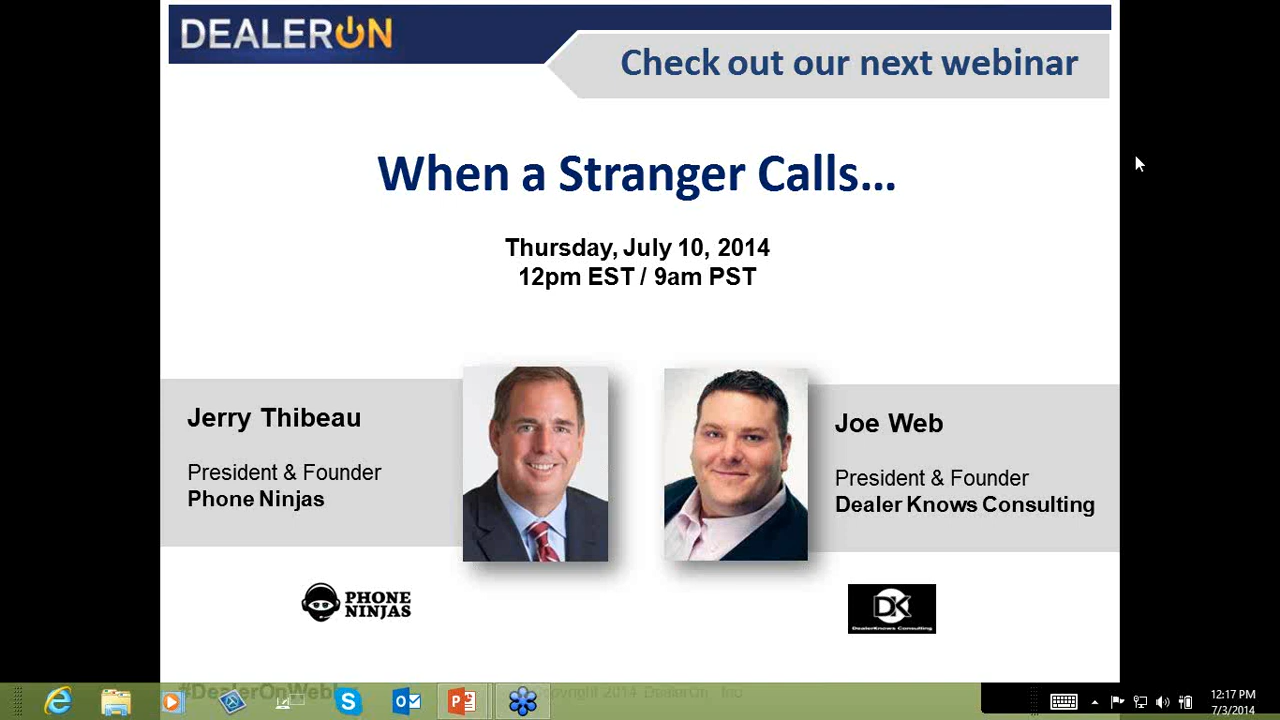 DEALERON
Check out our next webinar
When a Stranger Calls...
Thursday, July 10, 2014
12pm EST / 9am PST
Jerry Thibeau
President & Founder
Phone Ninjas
Joe Web
President & Founder
Dealer Knows Consulting
PHONE
NINJAS
DK
DealerKnows Consulting
12:17 PM
7/3/2014